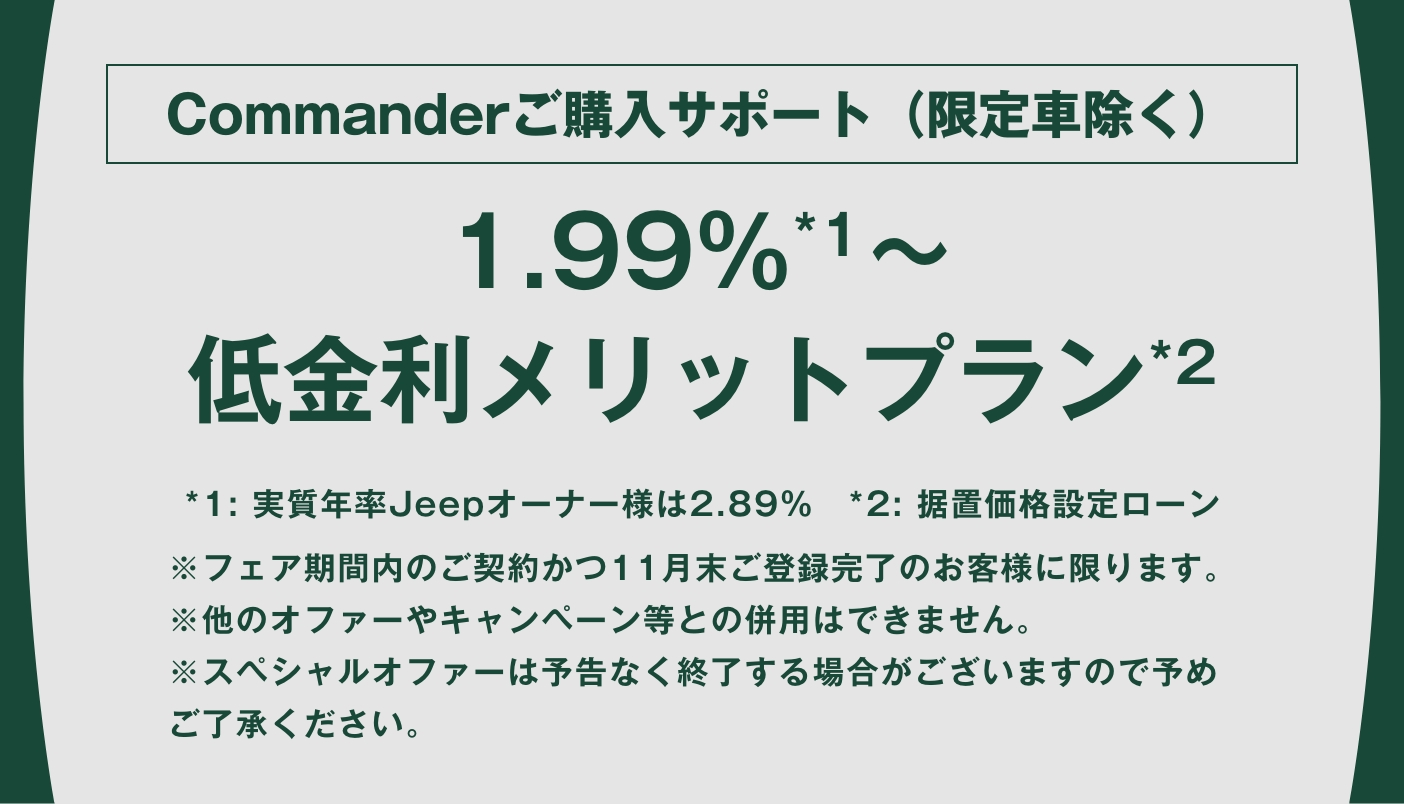 Commanderご購入サポート（限定車除く）
1.99%*1～
低金利メリットプラン*2
*1: 実質年率Jeepオーナー様は2.89%　*2: 据置価格設定ローン
※フェア期間内のご契約かつ11月末ご登録完了のお客様に限ります。
※他のオファーやキャンペーン等との併用はできません。
※スペシャルオファーは予告なく終了する場合がございますので予め
ご了承ください。